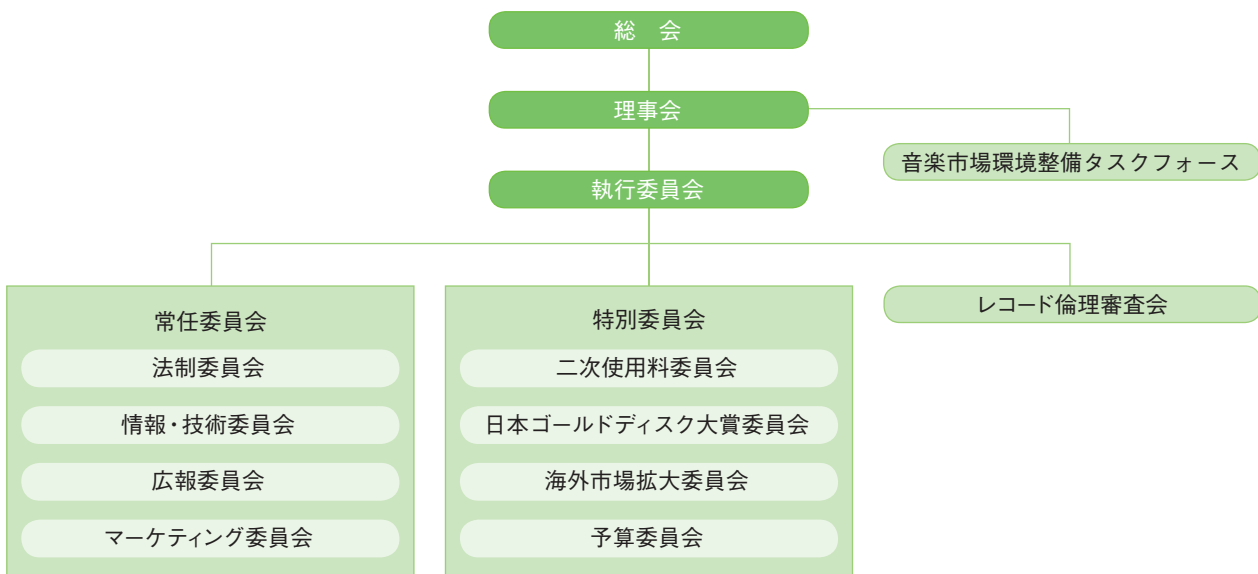 総　会
理事会
音楽市場環境整備タスクフォース
執行委員会
常任委員会
法制委員会
情報・技術委員会
広報委員会
マーケティング委員会
特別委員会
二次使用料委員会
日本ゴールドディスク大賞委員会
海外市場拡大委員会
予算委員会
レコード倫理審査会